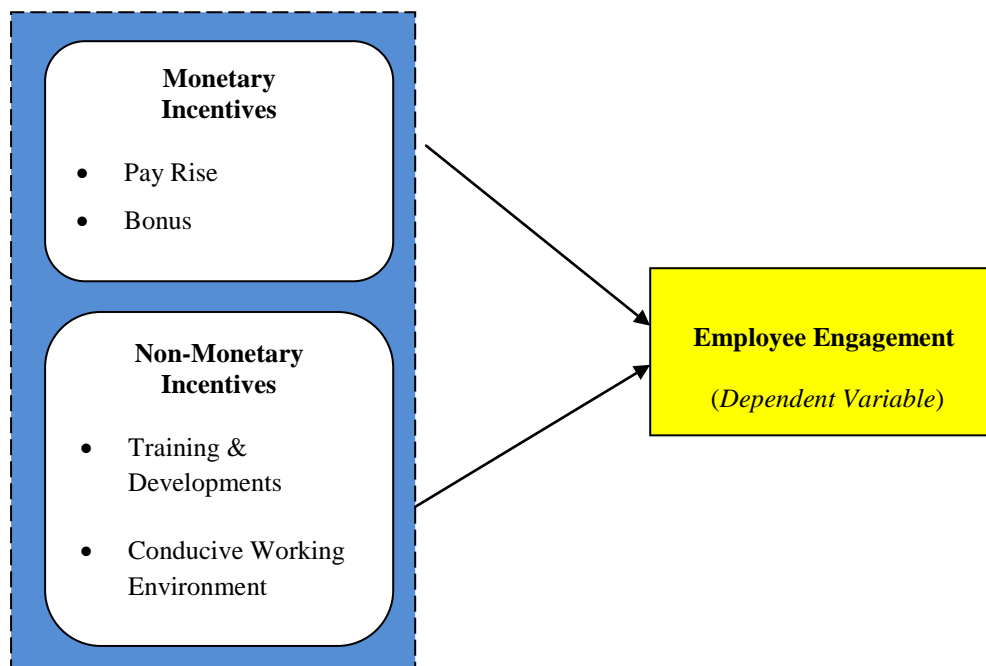 Monetary
Incentives
• Pay Rise
• Bonus
Non-Monetary
Incentives
• Training &
Developments
• Conducive Working
Environment
Employee Engagement
(Dependent Variable)